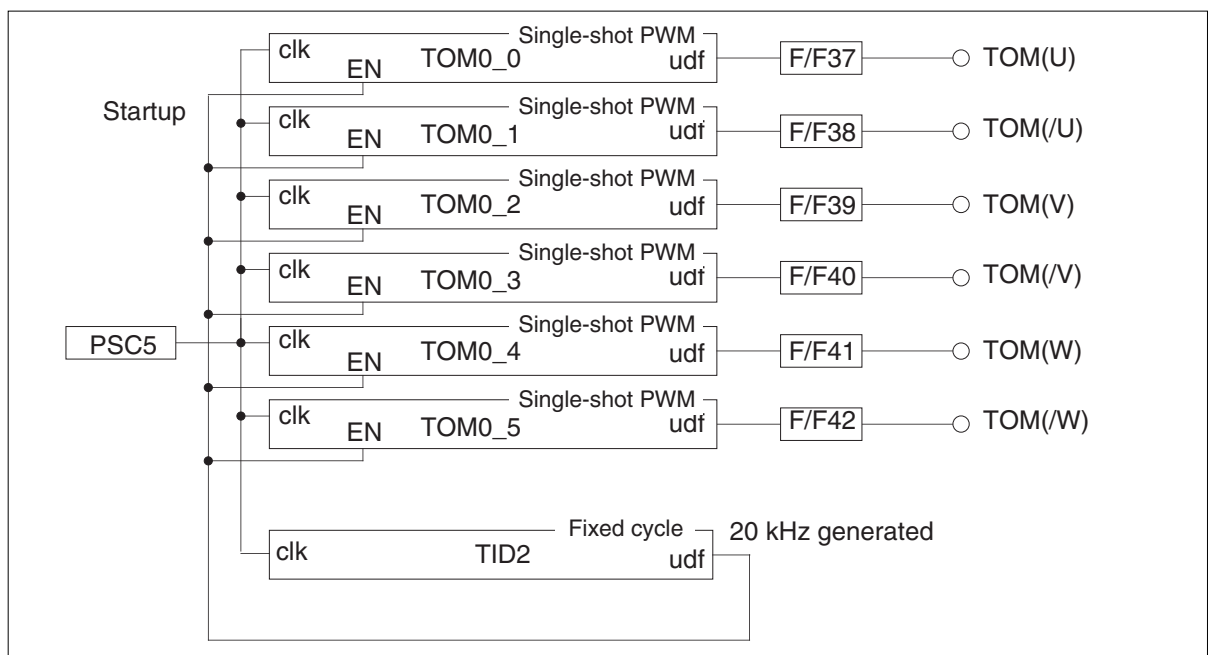 Single-shot PWM
clk EN TOM0_0 udf F/F37 TOM(U)
Startup
Single-shot PWM
clk EN TOM0_1 udf F/F38 TOM(/U)
Single-shot PWM
clk EN TOM0_2 udf F/F39 TOM(V)
Single-shot PWM
clk EN TOM0_3 udf F/F40 TOM(/V)
PSC5
Single-shot PWM
clk EN TOM0_4 udf F/F41 TOM(W)
Single-shot PWM
clk EN TOM0_5 udf F/F42 TOM(/W)
Fixed cycle 20 kHz generated
clk TID2 udf